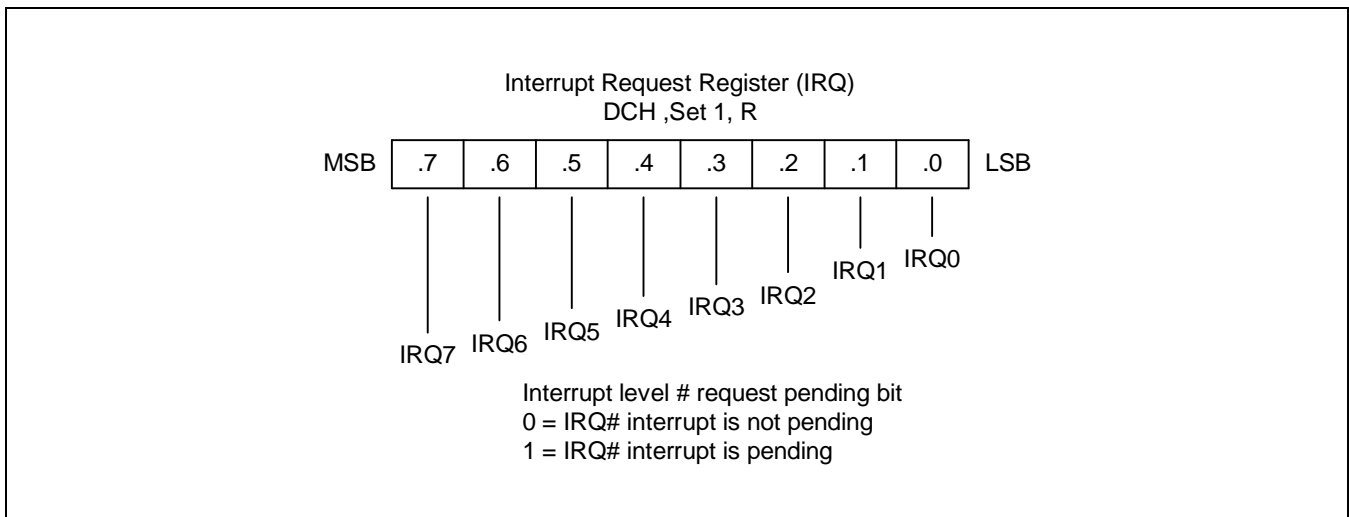 Interrupt Request Register (IRQ)
DCH ,Set 1, R
MSB .7 .6 .5 .4 .3 .2 .1 .0 LSB
IRQ7 IRQ6 IRQ5 IRQ4 IRQ3 IRQ2 IRQ1 IRQ0
Interrupt level # request pending bit
0 = IRQ# interrupt is not pending
1 = IRQ# interrupt is pending